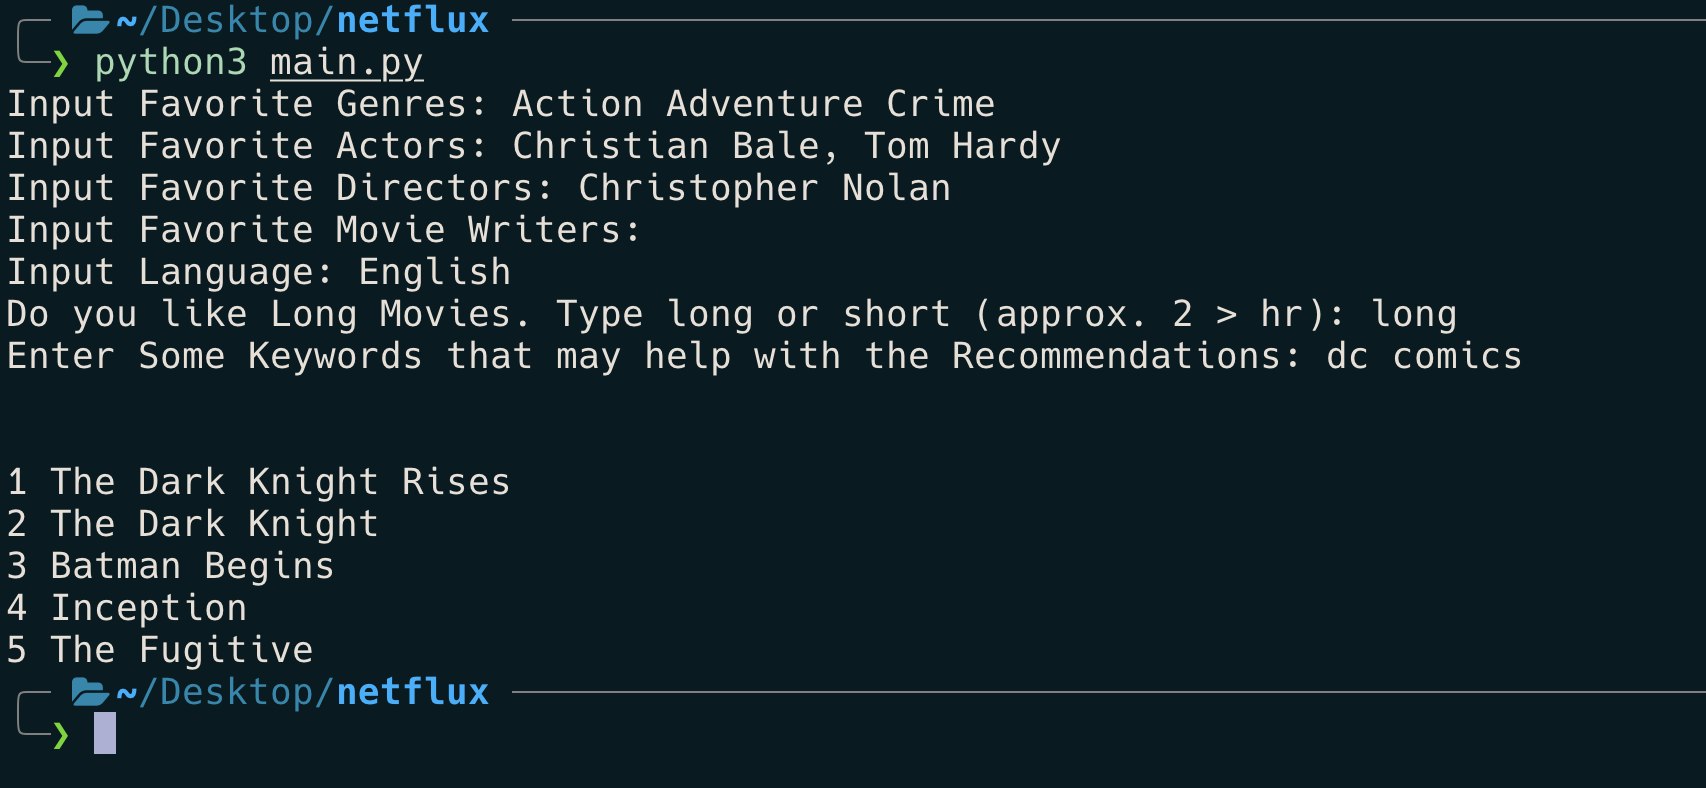 ~/Desktop/netflux
❯ python3 main.py
Input Favorite Genres: Action Adventure Crime
Input Favorite Actors: Christian Bale, Tom Hardy
Input Favorite Directors: Christopher Nolan
Input Favorite Movie Writers:
Input Language: English
Do you like Long Movies. Type long or short (approx. 2 > hr): long
Enter Some Keywords that may help with the Recommendations: dc comics
1 The Dark Knight Rises
2 The Dark Knight
3 Batman Begins
4 Inception
5 The Fugitive
~/Desktop/netflux
❯